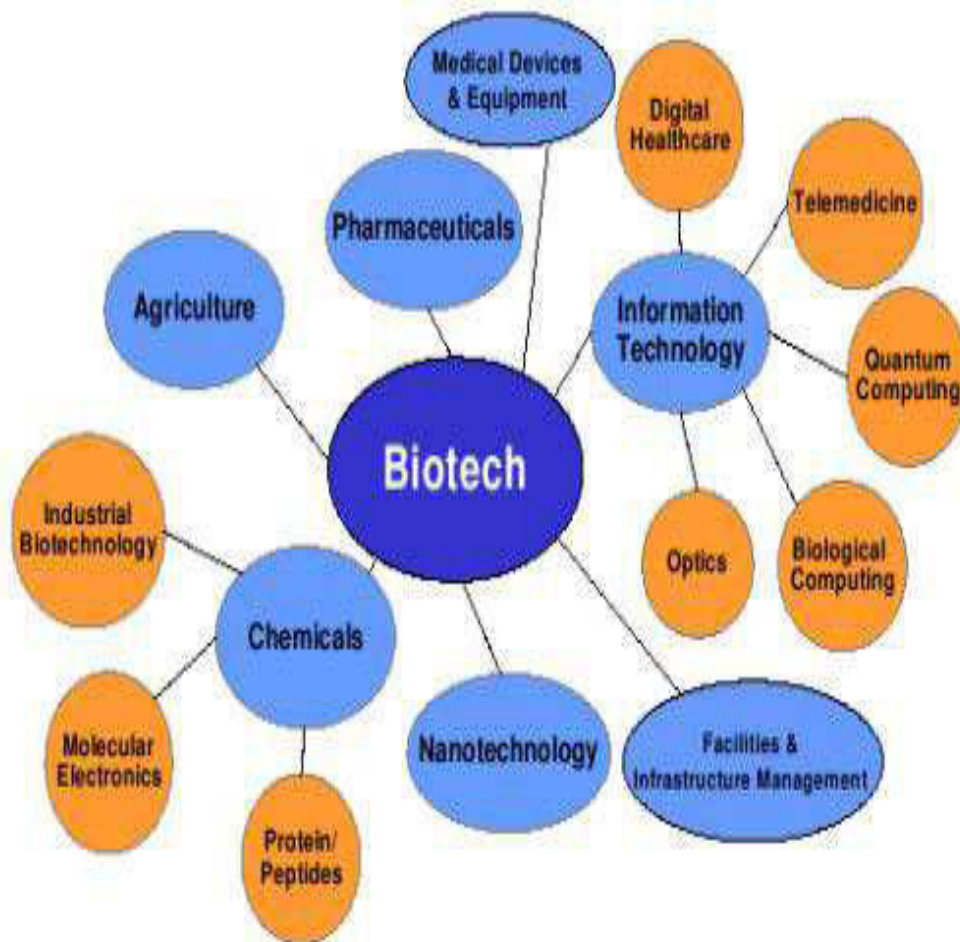 Medical Devices
& Equipment
Digital
Healthcare
Telemedicine
Pharmaceuticals
Agriculture
Information
Technology
Quantum
Computing
Biotech
Industrial
Biotechnology
Optics
Biological
Computing
Chemicals
Nanotechnology
Facilities &
Infrastructure Management
Molecular
Electronics
Protein/
Peptides